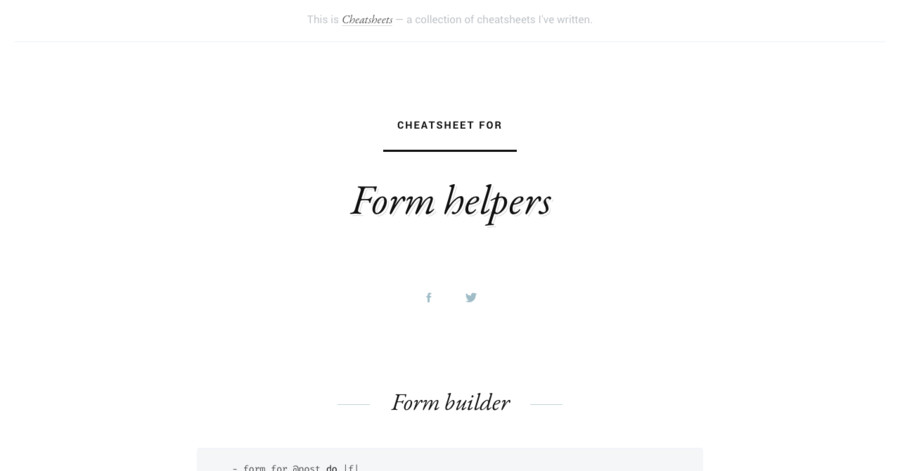 This is Cheatsheets — a collection of cheatsheets I've written.
CHEATSHEET FOR
Form helpers
Form builder
- form_for @post do |f|